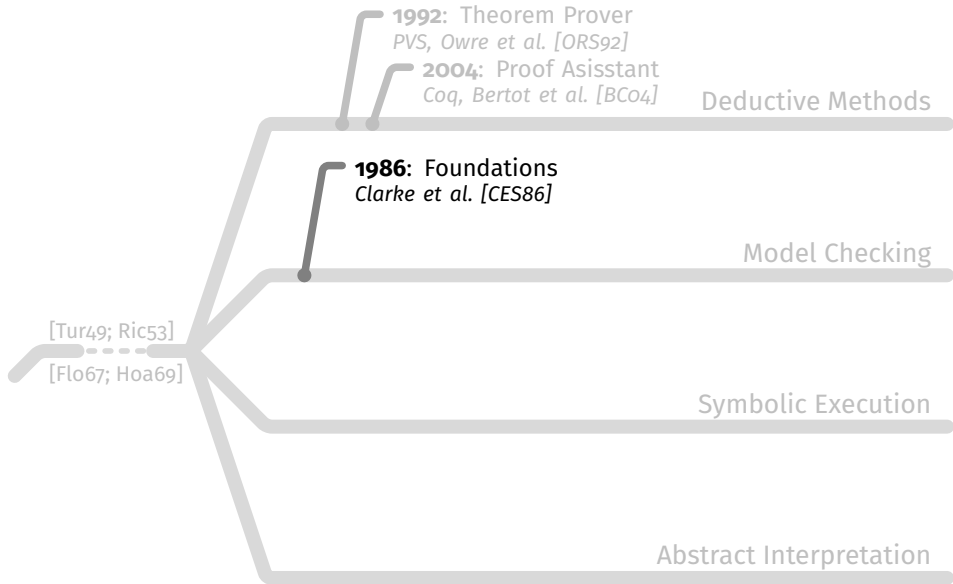 1992: Theorem Prover
PVS, Owre et al. [ORS92]
2004: Proof Asisstant
Coq, Bertot et al. [BC04]
Deductive Methods
1986: Foundations
Clarke et al. [CES86]
Model Checking
[Tur49; Ric53]
[Flo67; Hoa69]
Symbolic Execution
Abstract Interpretation